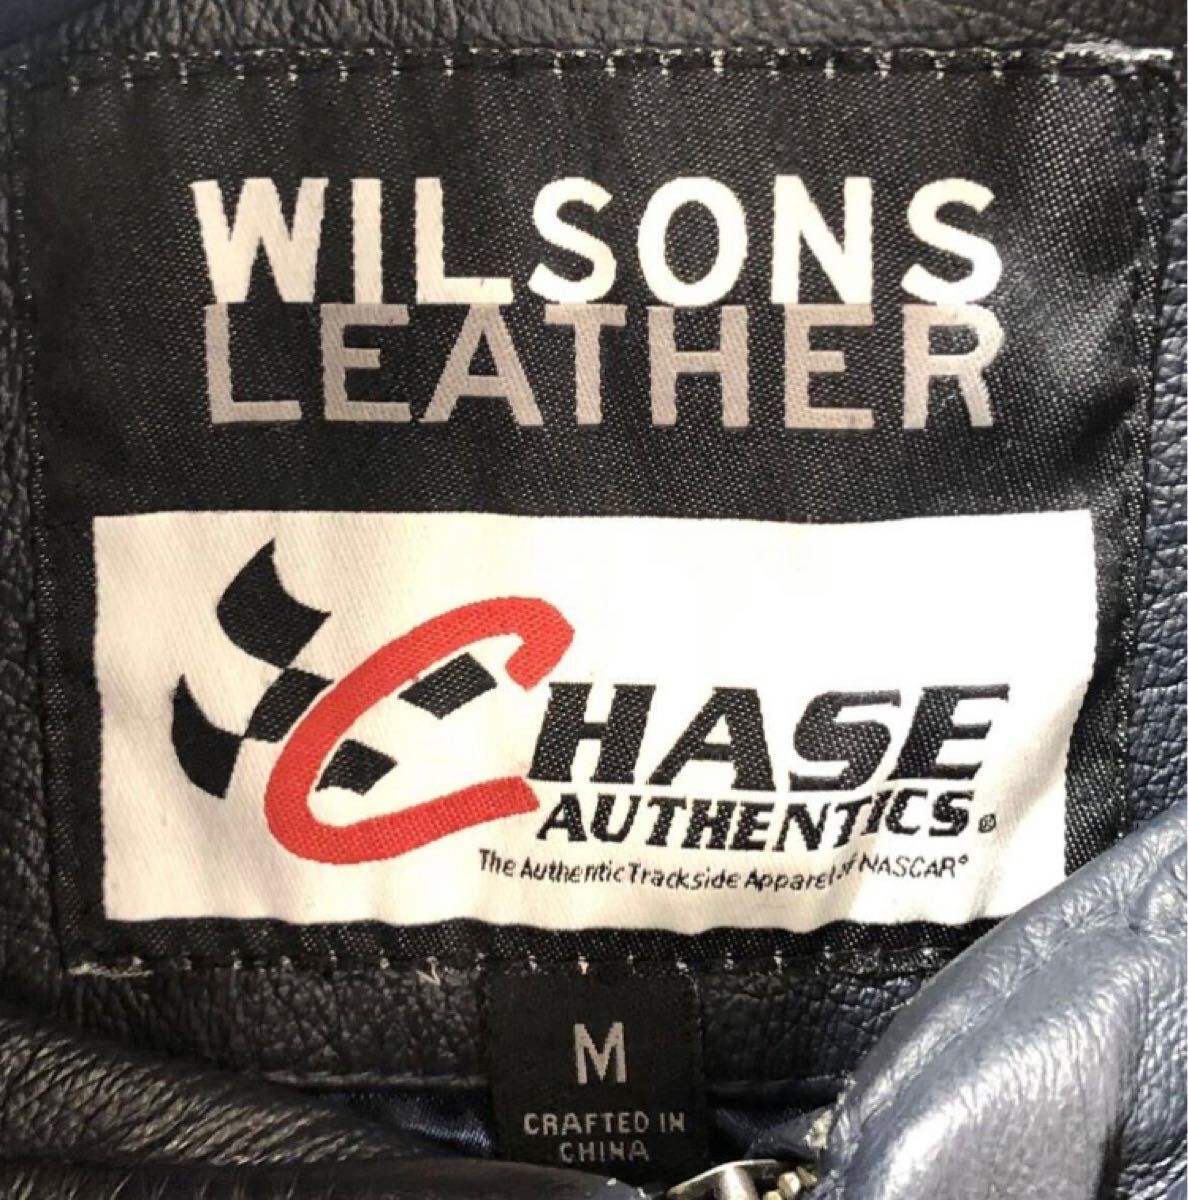 WILSONS
LEATHER
CHASE
AUTHENTICS®
The Authentic Trackside Apparel of NASCAR®
M
CRAFTED IN
CHINA